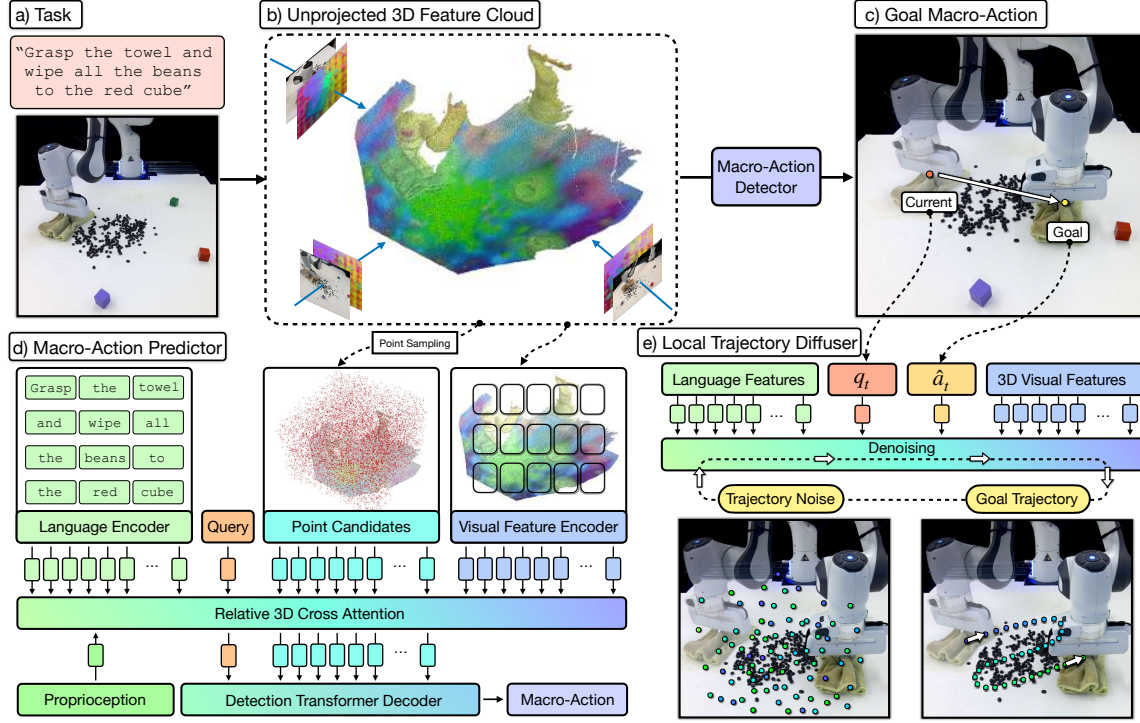 a) Task
"Grasp the towel and
wipe all the beans
to the red cube"
b) Unprojected 3D Feature Cloud
Macro-Action
Detector
c) Goal Macro-Action
Current
Goal
Point Sampling
d) Macro-Action Predictor
Grasp the towel
and wipe all
the beans to
the red cube
Language Encoder
Query
Point Candidates
Visual Feature Encoder
... ... ...
Relative 3D Cross Attention
...
Proprioception
Detection Transformer Decoder
Macro-Action
e) Local Trajectory Diffuser
Language Features
q_t
â_t
3D Visual Features
... ...
Denoising
Trajectory Noise
Goal Trajectory